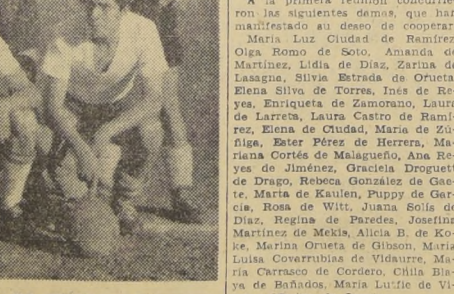 A la primera reunión concurrie-
ron las siguientes damas, que han
manifestado su deseo de cooperar
María Luz Ciudad de Ramírez
Olga Romo de Soto, Amanda de
Martínez, Lidia de Díaz, Zarina de
Lasagna, Silvia Estrada de Orueta
Elena Silva de Torres, Inés de Re-
yes, Enriqueta de Zamorano, Laura
de Larreta, Laura Castro de Ramí-
rez, Elena de Ciudad, María de Zú-
ñiga, Ester Pérez de Herrera, Ma-
riana Cortés de Malagueño, Ana Re-
yes de Jiménez, Graciela Droguett
de Drago, Rebeca González de Gae-
te, Marta de Kaulen, Puppy de Gar-
cía, Rosa de Witt, Juana Solís de
Díaz, Regina de Paredes, Josefina
Martínez de Mekis, Alicia B. de Ko-
ke, Marina Orueta de Gibson, María
Luisa Covarrubias de Vidaurre, Ma-
ría Carrasco de Cordero, Chila Bla-
ya de Bañados, María Lutfie de Vi-